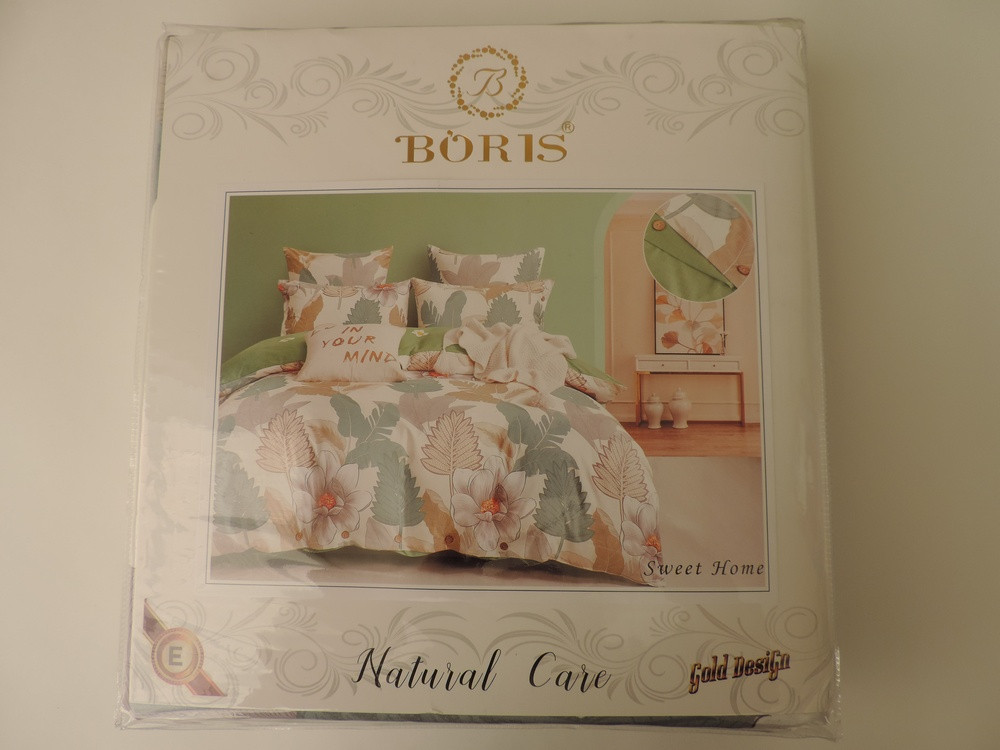 B
BORIS®
IN
YOUR
MIND
Sweet Home
E
Natural Care
Gold Design